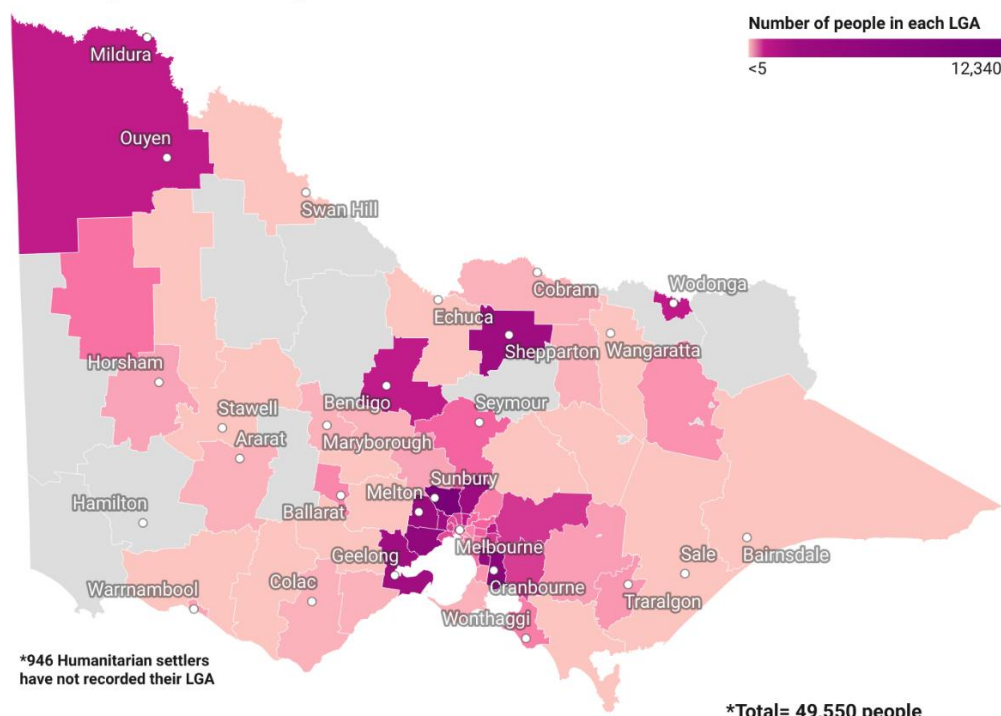 Number of people in each LGA
<5 12,340
Mildura
Ouyen
Swan Hill
Cobram
Wodonga
Echuca
Shepparton Wangaratta
Horsham
Bendigo
Seymour
Stawell
Ararat
Maryborough
Sunbury
Melton
Hamilton
Ballarat
Melbourne
Geelong
Sale
Bairnsdale
Cranbourne
Warrnambool
Colac
Traralgon
Wonthaggi
*946 Humanitarian settlers
have not recorded their LGA
*Total= 49,550 people